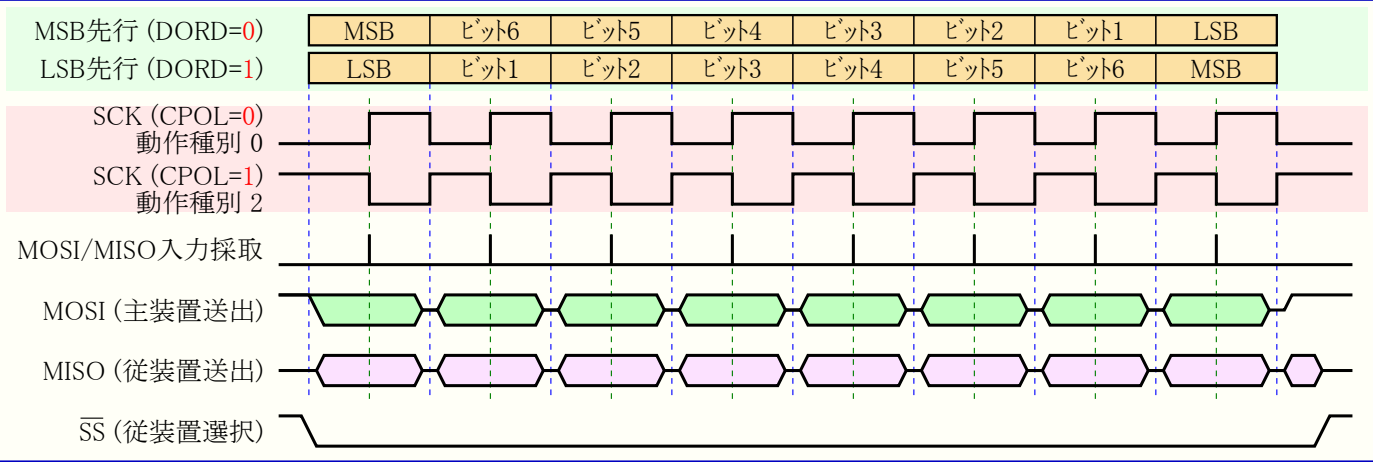 MSB先行 (DORD=0) MSB ﾋﾞｯﾄ6 ﾋﾞｯﾄ5 ﾋﾞｯﾄ4 ﾋﾞｯﾄ3 ﾋﾞｯﾄ2 ﾋﾞｯﾄ1 LSB
LSB先行 (DORD=1) LSB ﾋﾞｯﾄ1 ﾋﾞｯﾄ2 ﾋﾞｯﾄ3 ﾋﾞｯﾄ4 ﾋﾞｯﾄ5 ﾋﾞｯﾄ6 MSB
SCK (CPOL=0)
動作種別 0
SCK (CPOL=1)
動作種別 2
MOSI/MISO入力採取
MOSI (主装置送出)
MISO (従装置送出)
S̅S̅ (従装置選択)